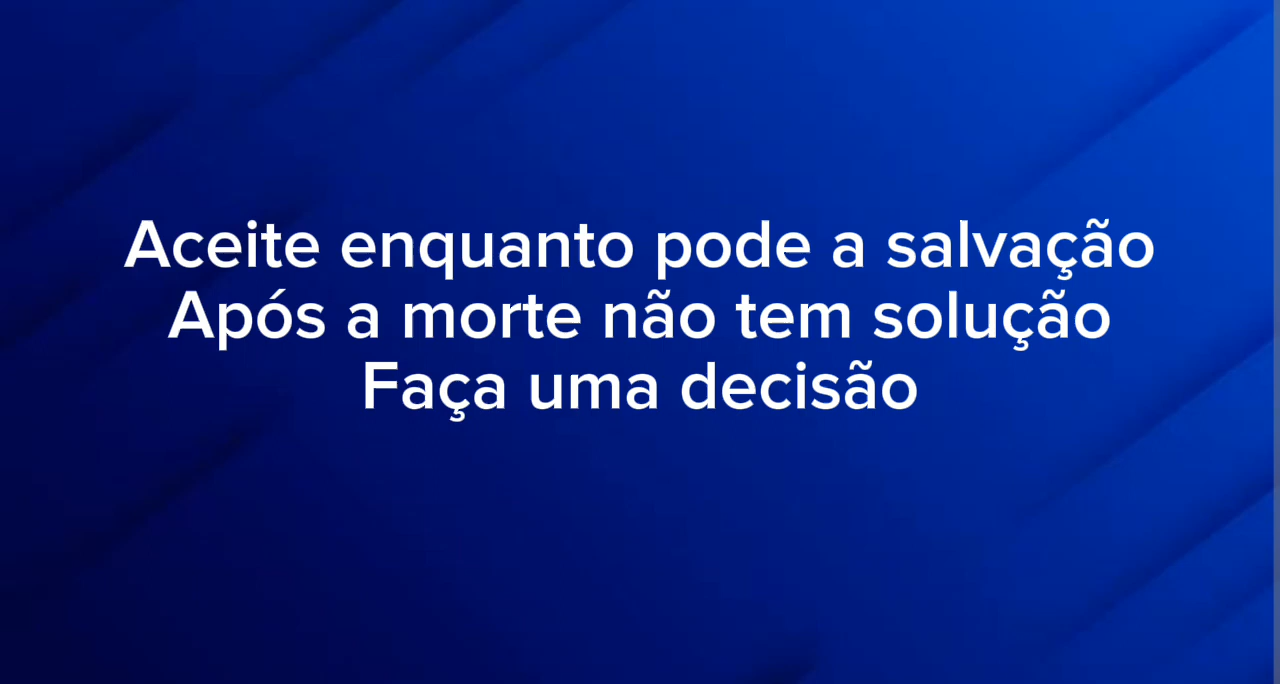 Aceite enquanto pode a salvação
Após a morte não tem solução
Faça uma decisão